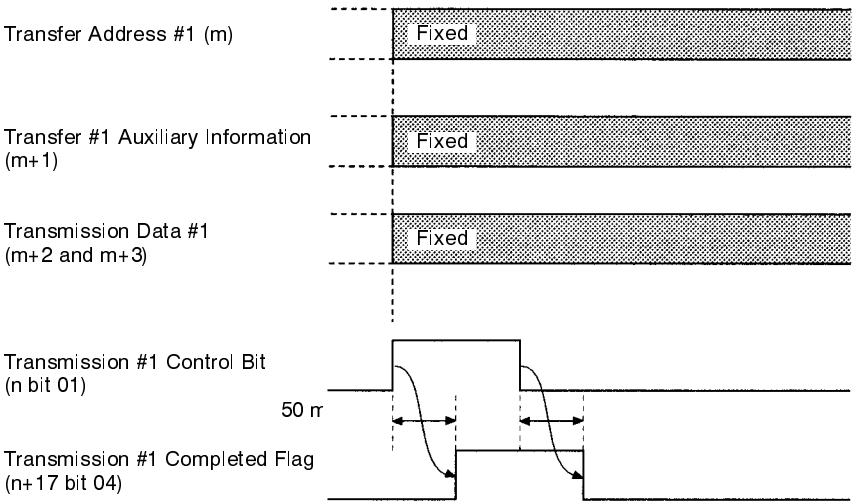 Transfer Address #1 (m)
Fixed
Transfer #1 Auxiliary Information
(m+1)
Fixed
Transmission Data #1
(m+2 and m+3)
Fixed
Transmission #1 Control Bit
(n bit 01)
50 m
Transmission #1 Completed Flag
(n+17 bit 04)